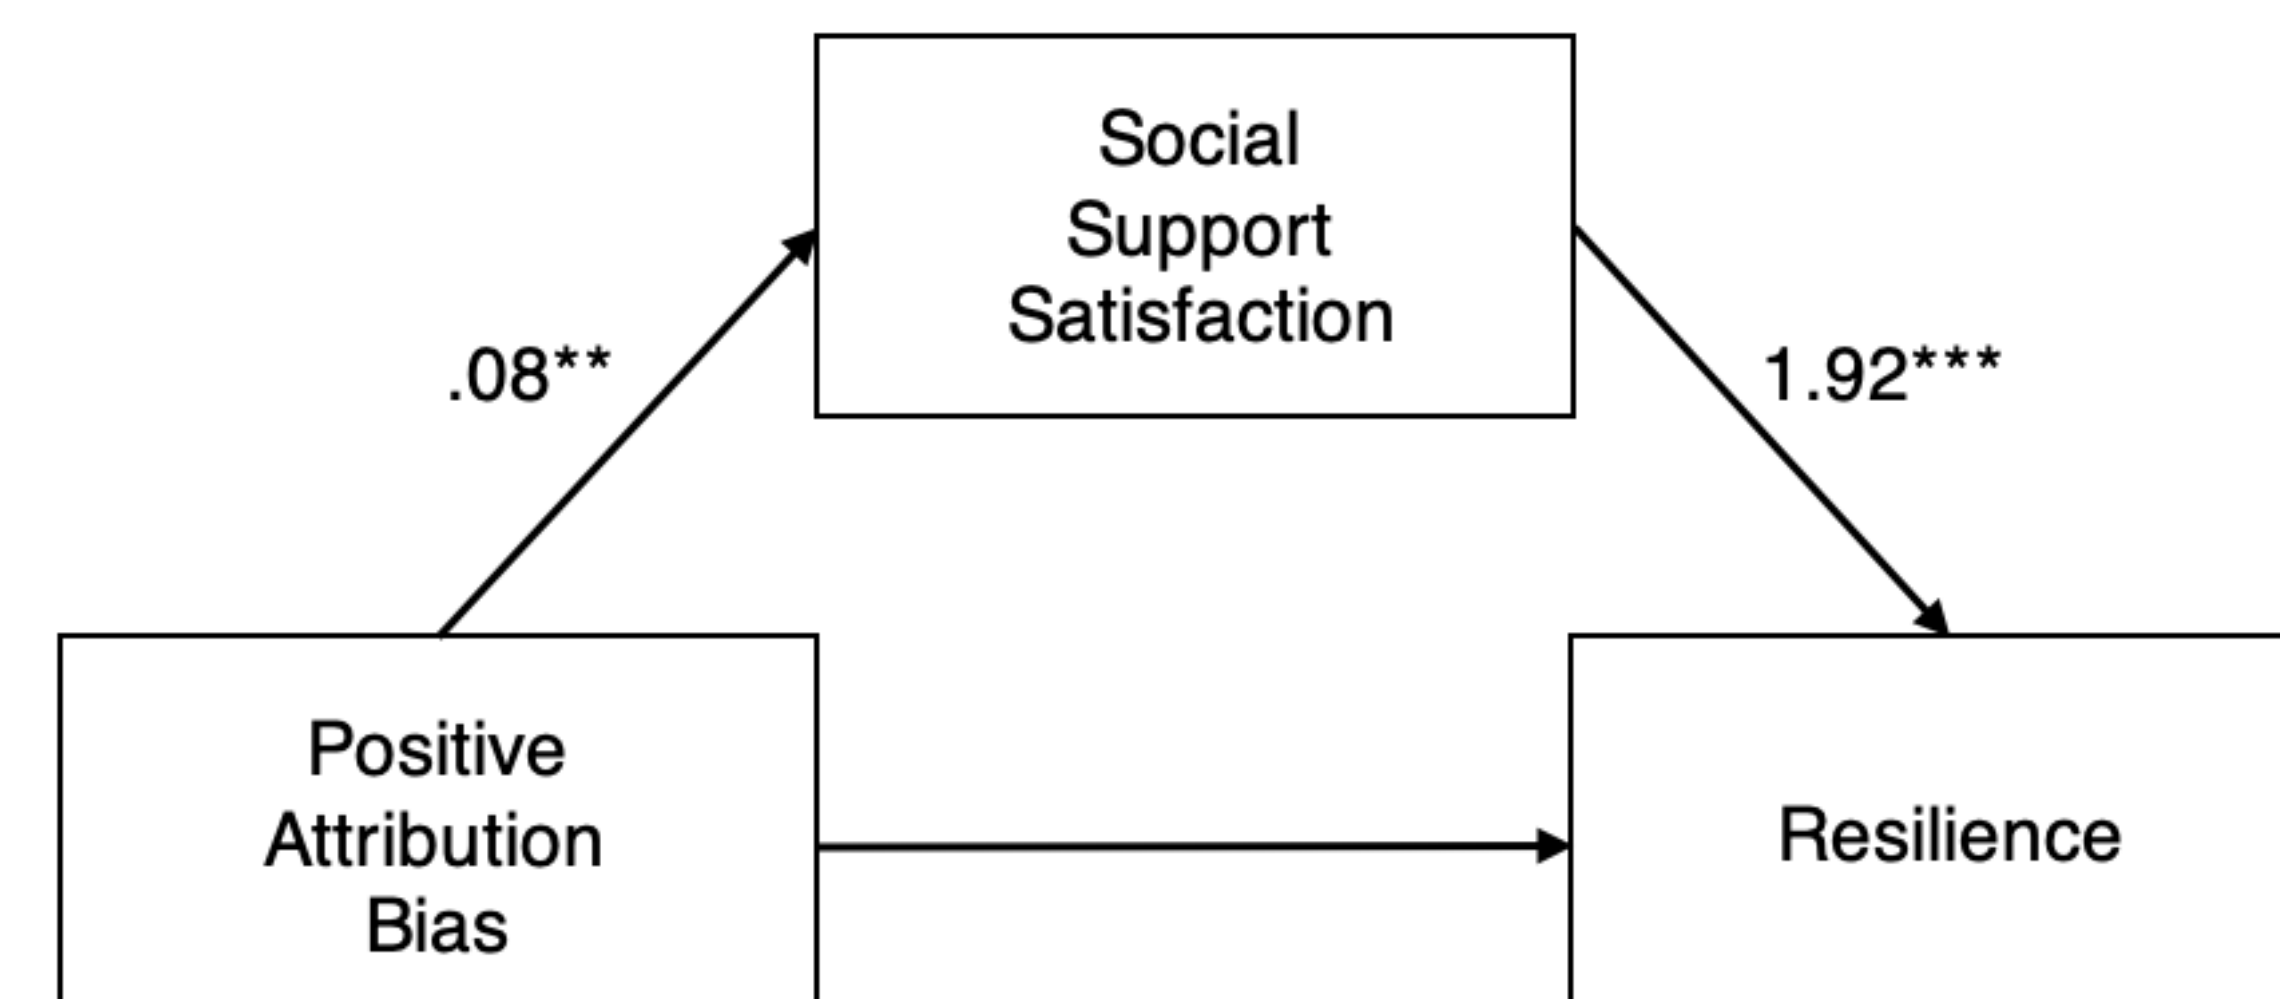 Social
Support
Satisfaction
.08**
1.92***
Positive
Attribution
Bias
Resilience